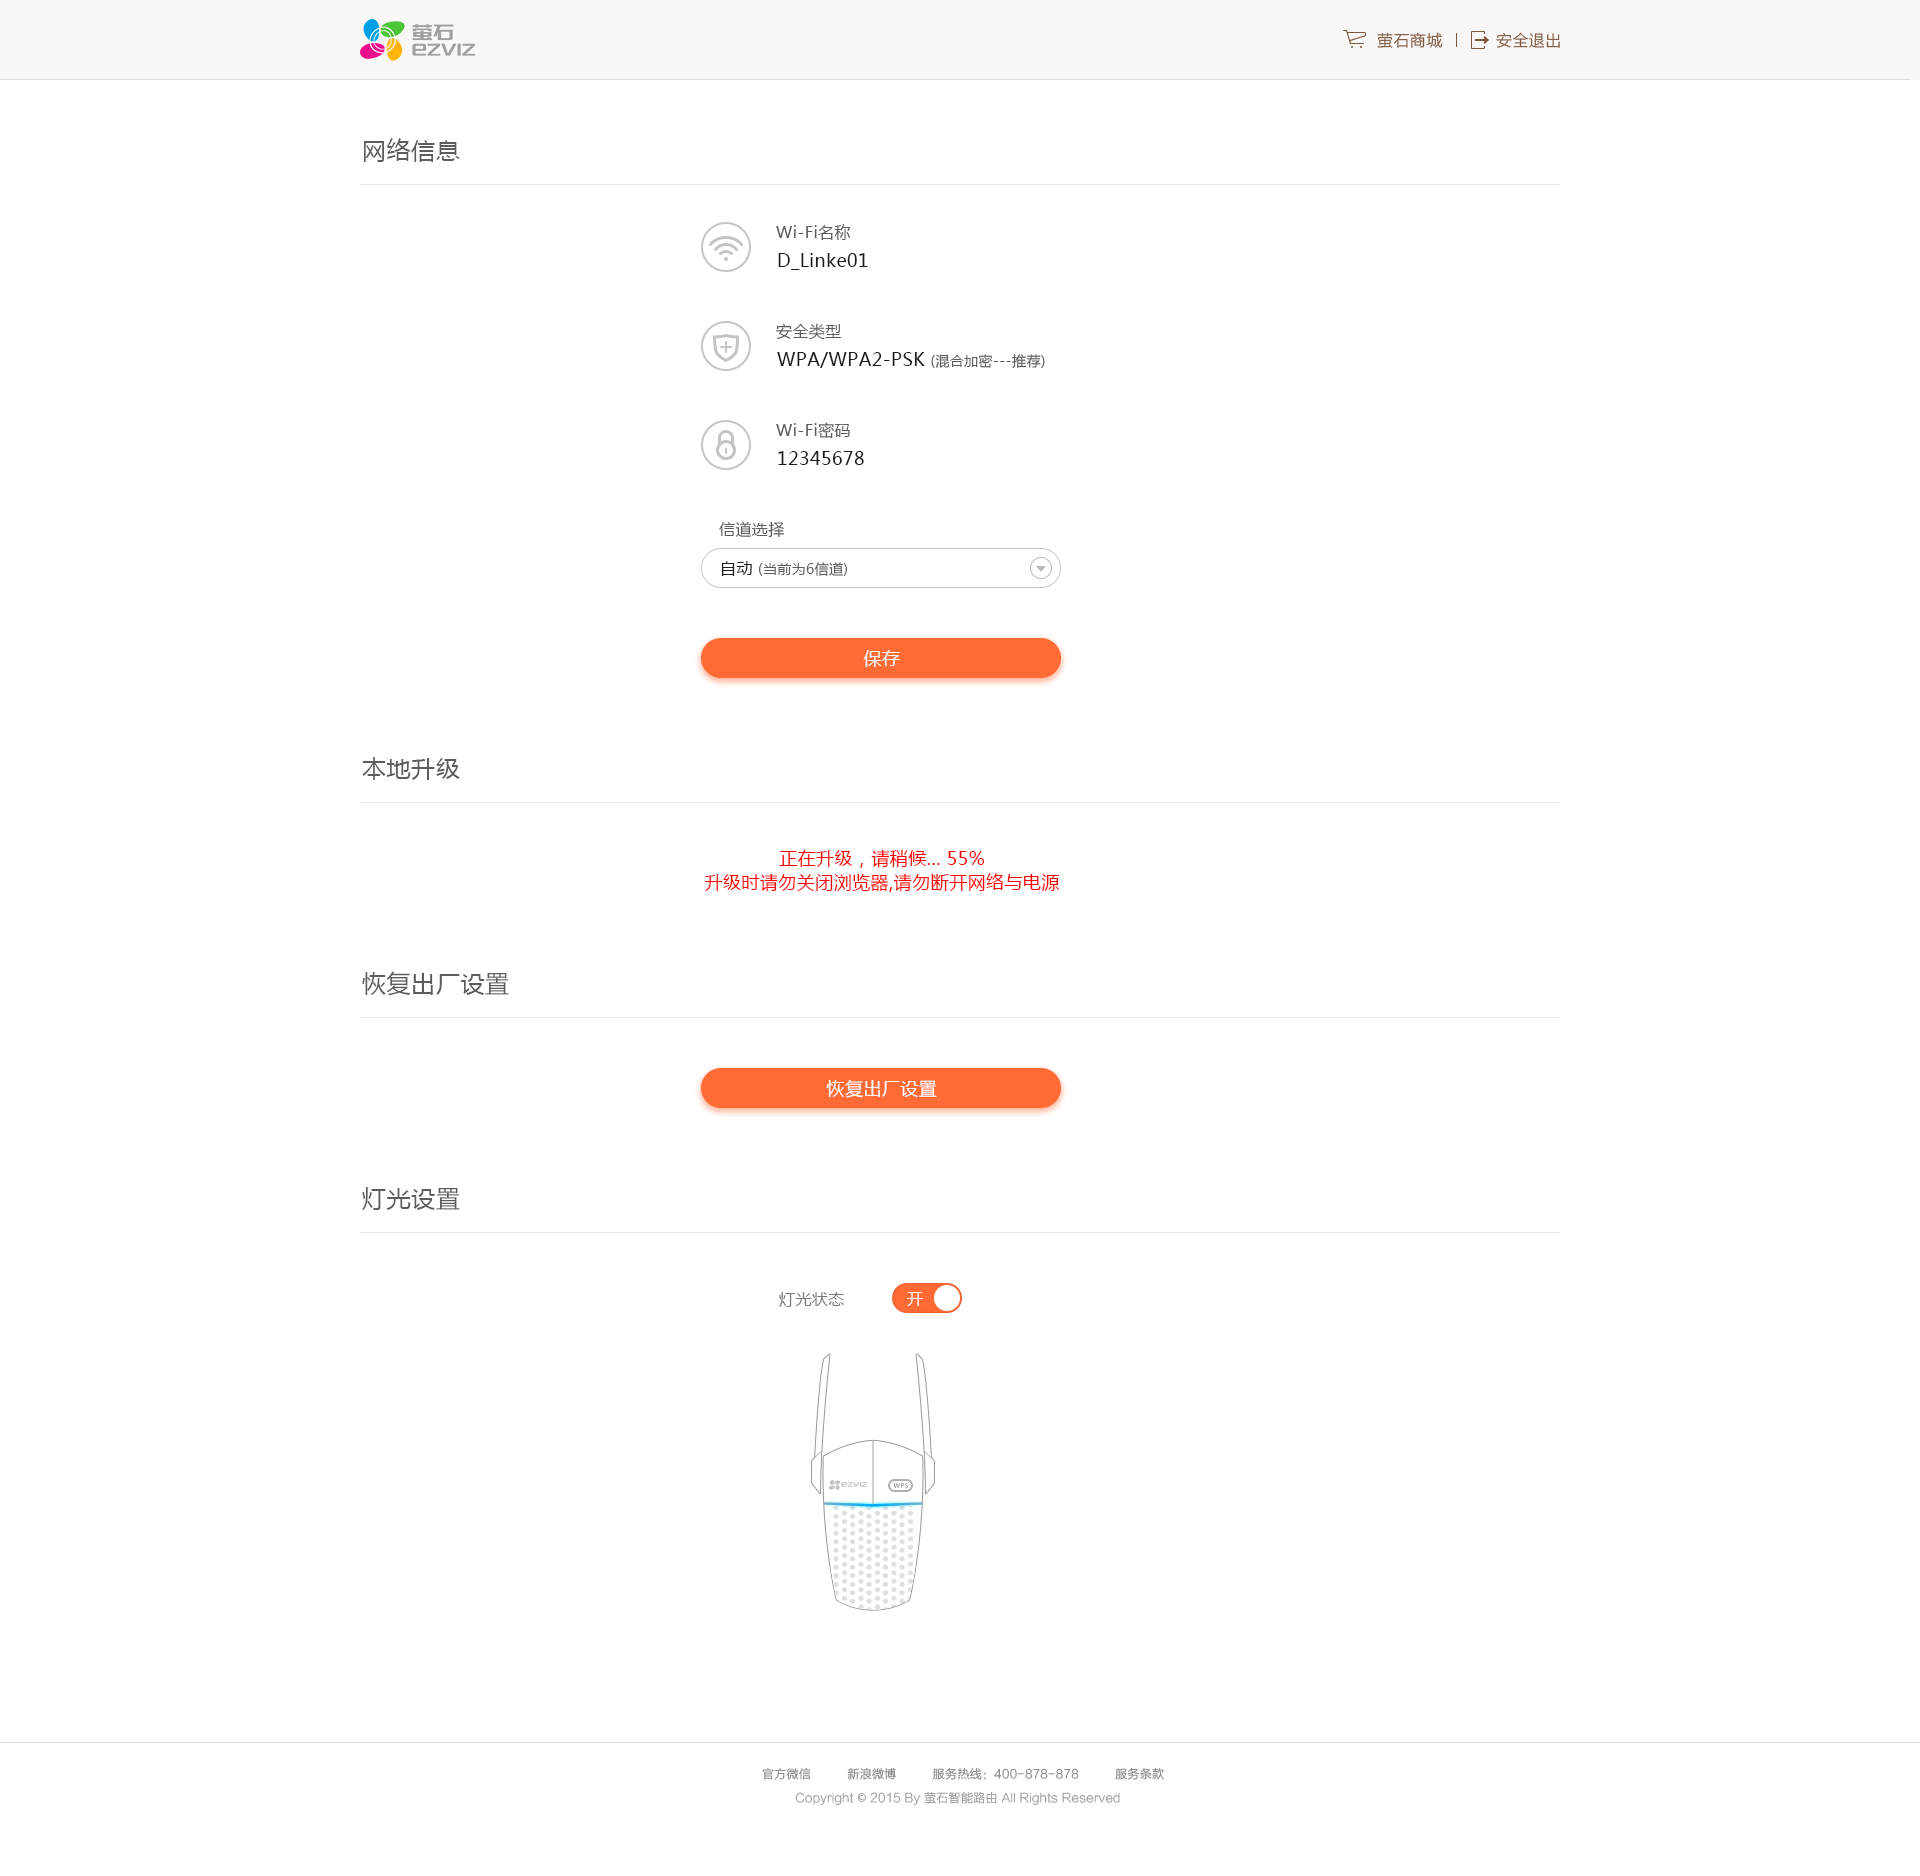 萤石
ezviz
萤石商城 | 安全退出
网络信息
Wi-Fi名称
D_Linke01
安全类型
WPA/WPA2-PSK (混合加密---推荐)
Wi-Fi密码
12345678
信道选择
自动 (当前为6信道)
保存
本地升级
正在升级，请稍候... 55%
升级时请勿关闭浏览器,请勿断开网络与电源
恢复出厂设置
恢复出厂设置
灯光设置
灯光状态 开
ezviz WPS
官方微信 新浪微博 服务热线：400-878-878 服务条款
Copyright © 2015 By 萤石智能路由 All Rights Reserved